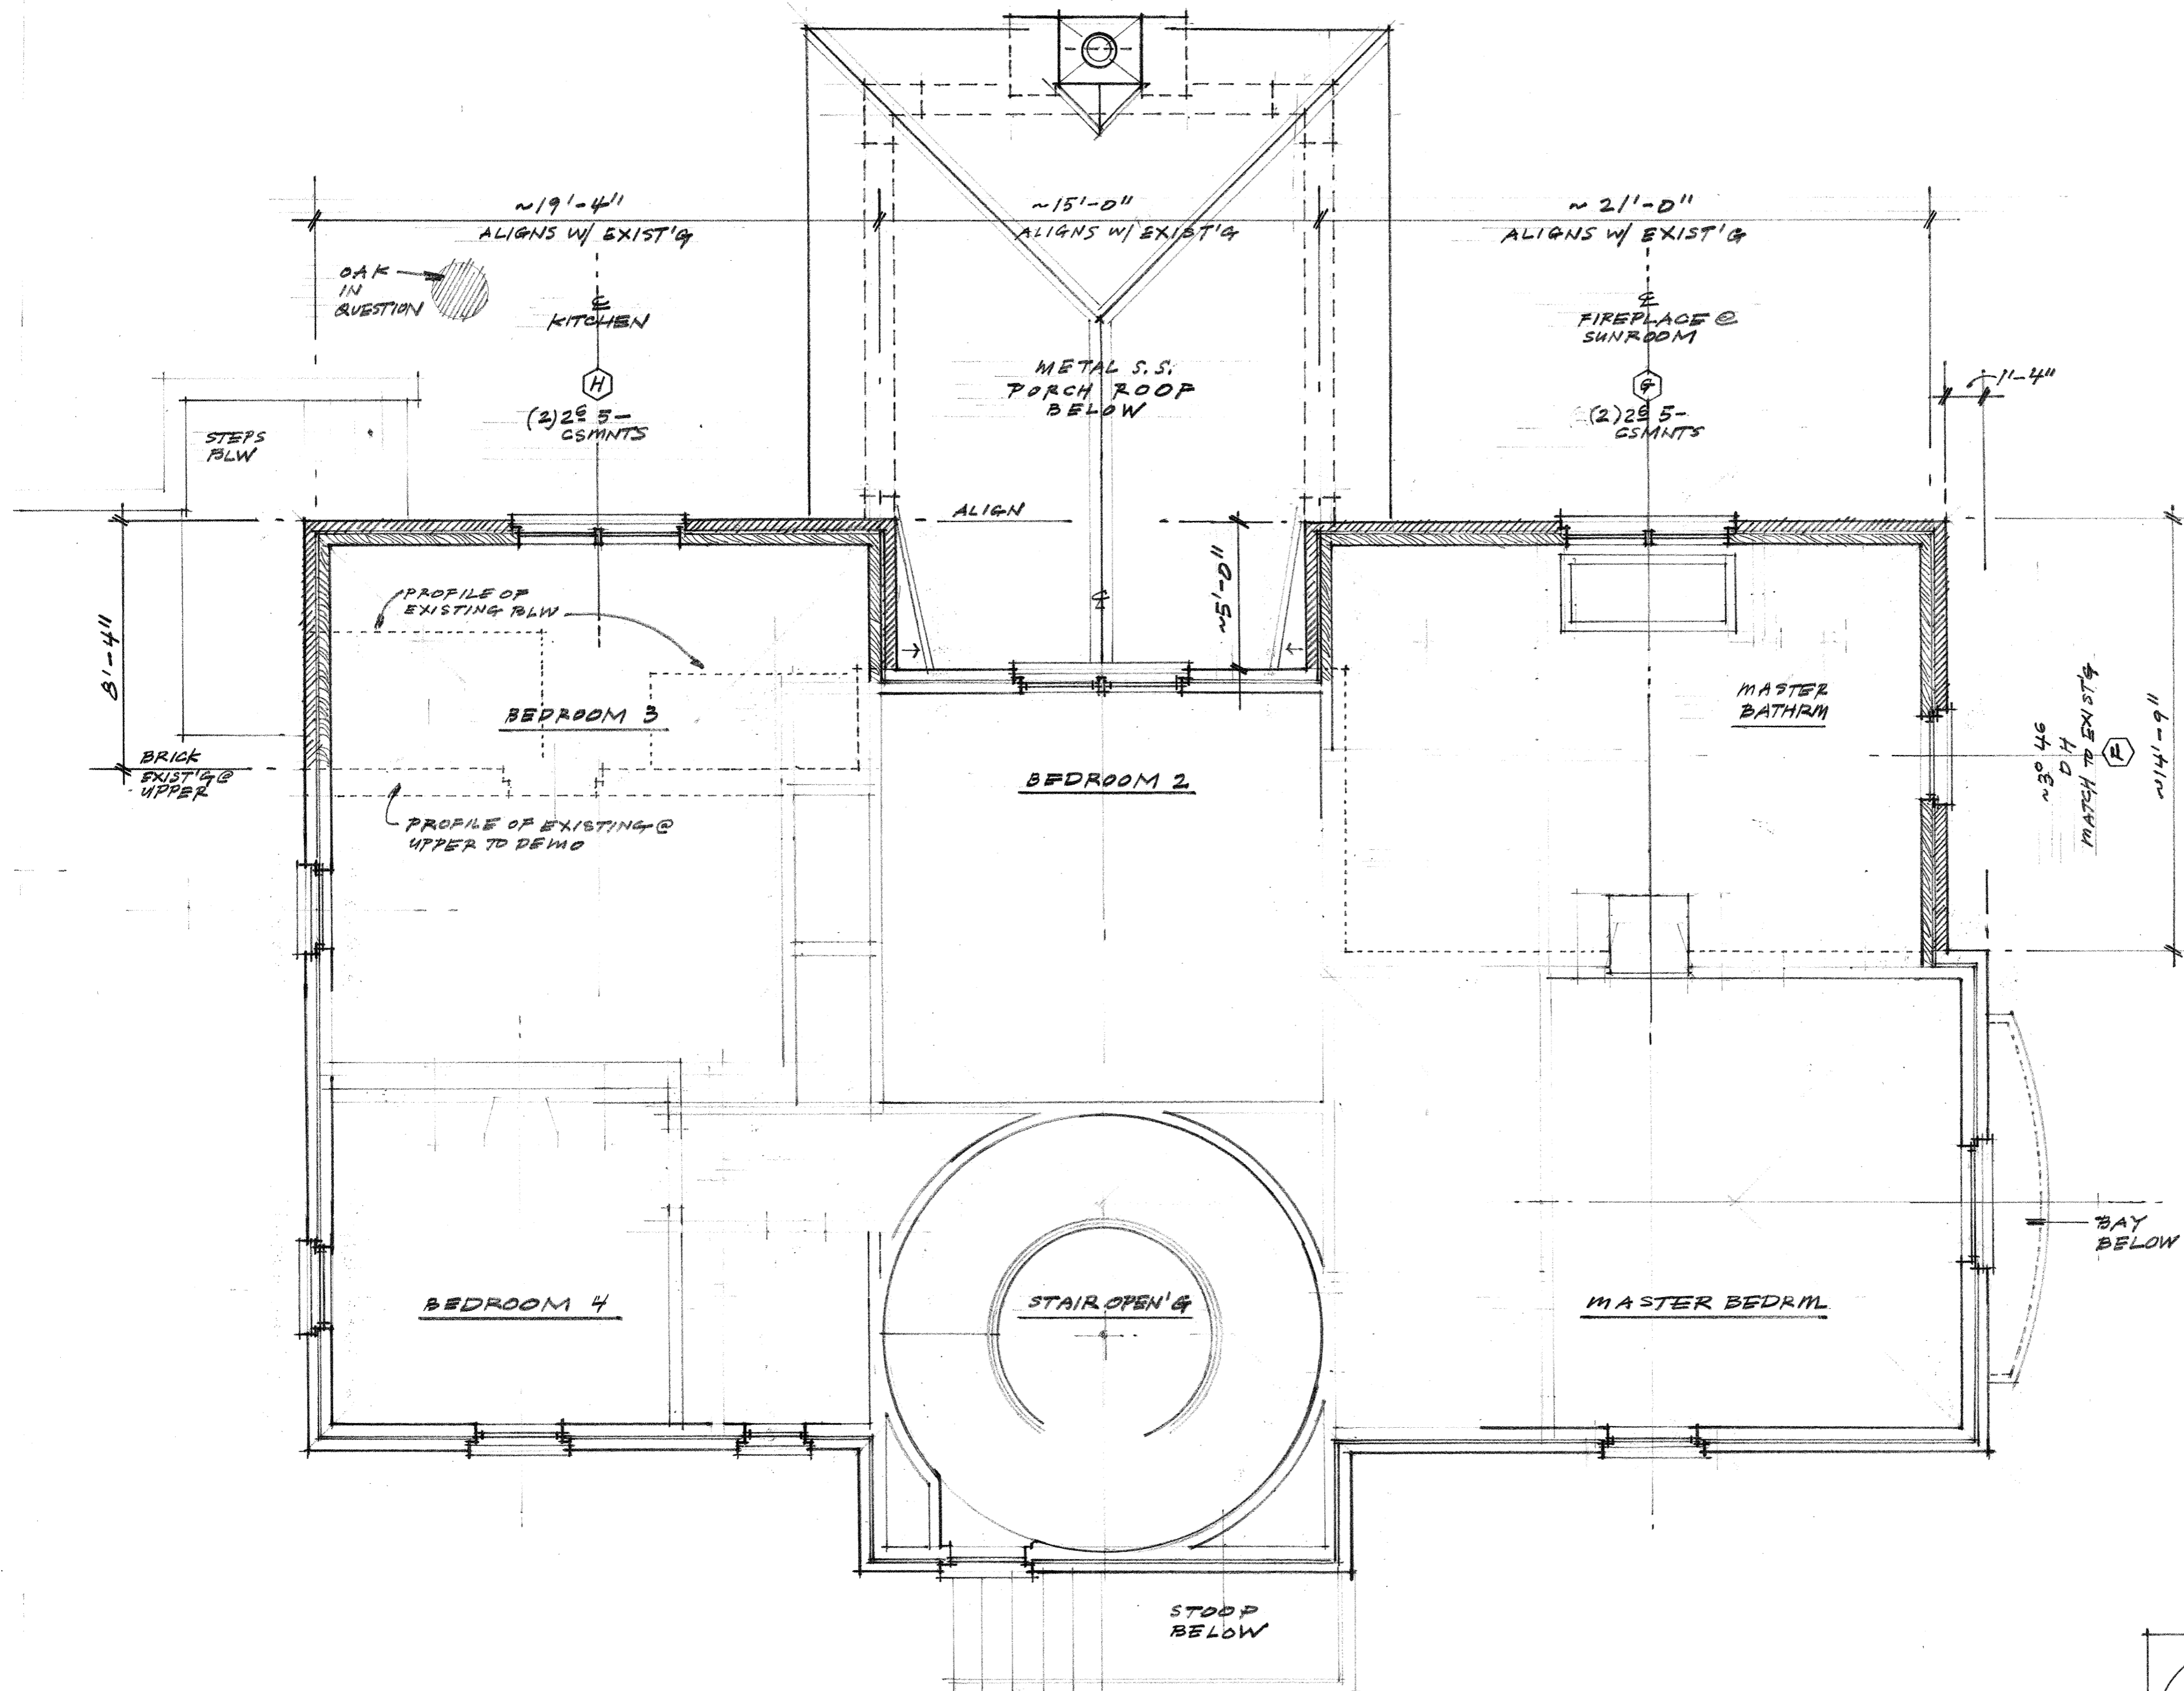 ~19'-4"
ALIGNS W/ EXIST'G
~15'-0"
ALIGNS W/ EXIST'G
~ 21'-0"
ALIGNS W/ EXIST'G
OAK
IN
QUESTION
℄
KITCHEN
H
(2) 2⁶ 5-
CSMNTS
METAL S.S.
PORCH ROOF
BELOW
℄
FIREPLACE @
SUNROOM
G
(2) 2⁶ 5-
CSMNTS
1'-4"
STEPS
BLW
ALIGN
~5'-0"
℄
8'-4"
PROFILE OF
EXISTING BLW
BEDROOM 3
BRICK
EXIST'G @
UPPER
PROFILE OF EXISTING @
UPPER TO DEMO
BEDROOM 2
MASTER
BATHRM
~3⁰ 46
DH
MATCH TO EXIST'G
F
~14'-9"
BAY
BELOW
BEDROOM 4
STAIR OPEN'G
MASTER BEDRM.
STOOP
BELOW